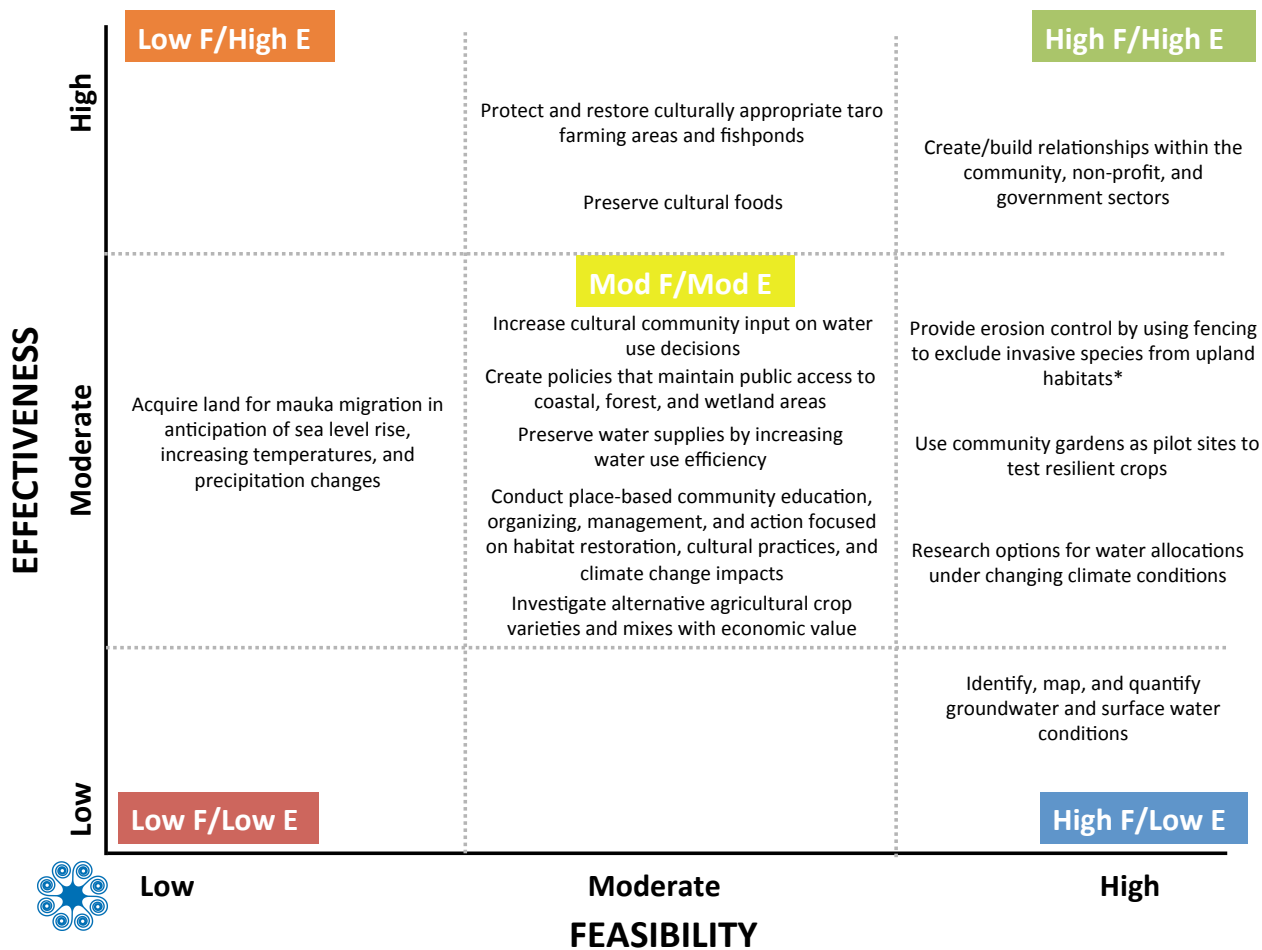 Low F/High E
High F/High E
High
Protect and restore culturally appropriate taro
farming areas and fishponds
Preserve cultural foods
Create/build relationships within the
community, non-profit, and
government sectors
EFFECTIVENESS
Moderate
Acquire land for mauka migration in
anticipation of sea level rise,
increasing temperatures, and
precipitation changes
Mod F/Mod E
Increase cultural community input on water
use decisions
Create policies that maintain public access to
coastal, forest, and wetland areas
Preserve water supplies by increasing
water use efficiency
Conduct place-based community education,
organizing, management, and action focused
on habitat restoration, cultural practices, and
climate change impacts
Investigate alternative agricultural crop
varieties and mixes with economic value
Provide erosion control by using fencing
to exclude invasive species from upland
habitats*
Use community gardens as pilot sites to
test resilient crops
Research options for water allocations
under changing climate conditions
Identify, map, and quantify
groundwater and surface water
conditions
Low
Low F/Low E
High F/Low E
Low
Moderate
High
FEASIBILITY